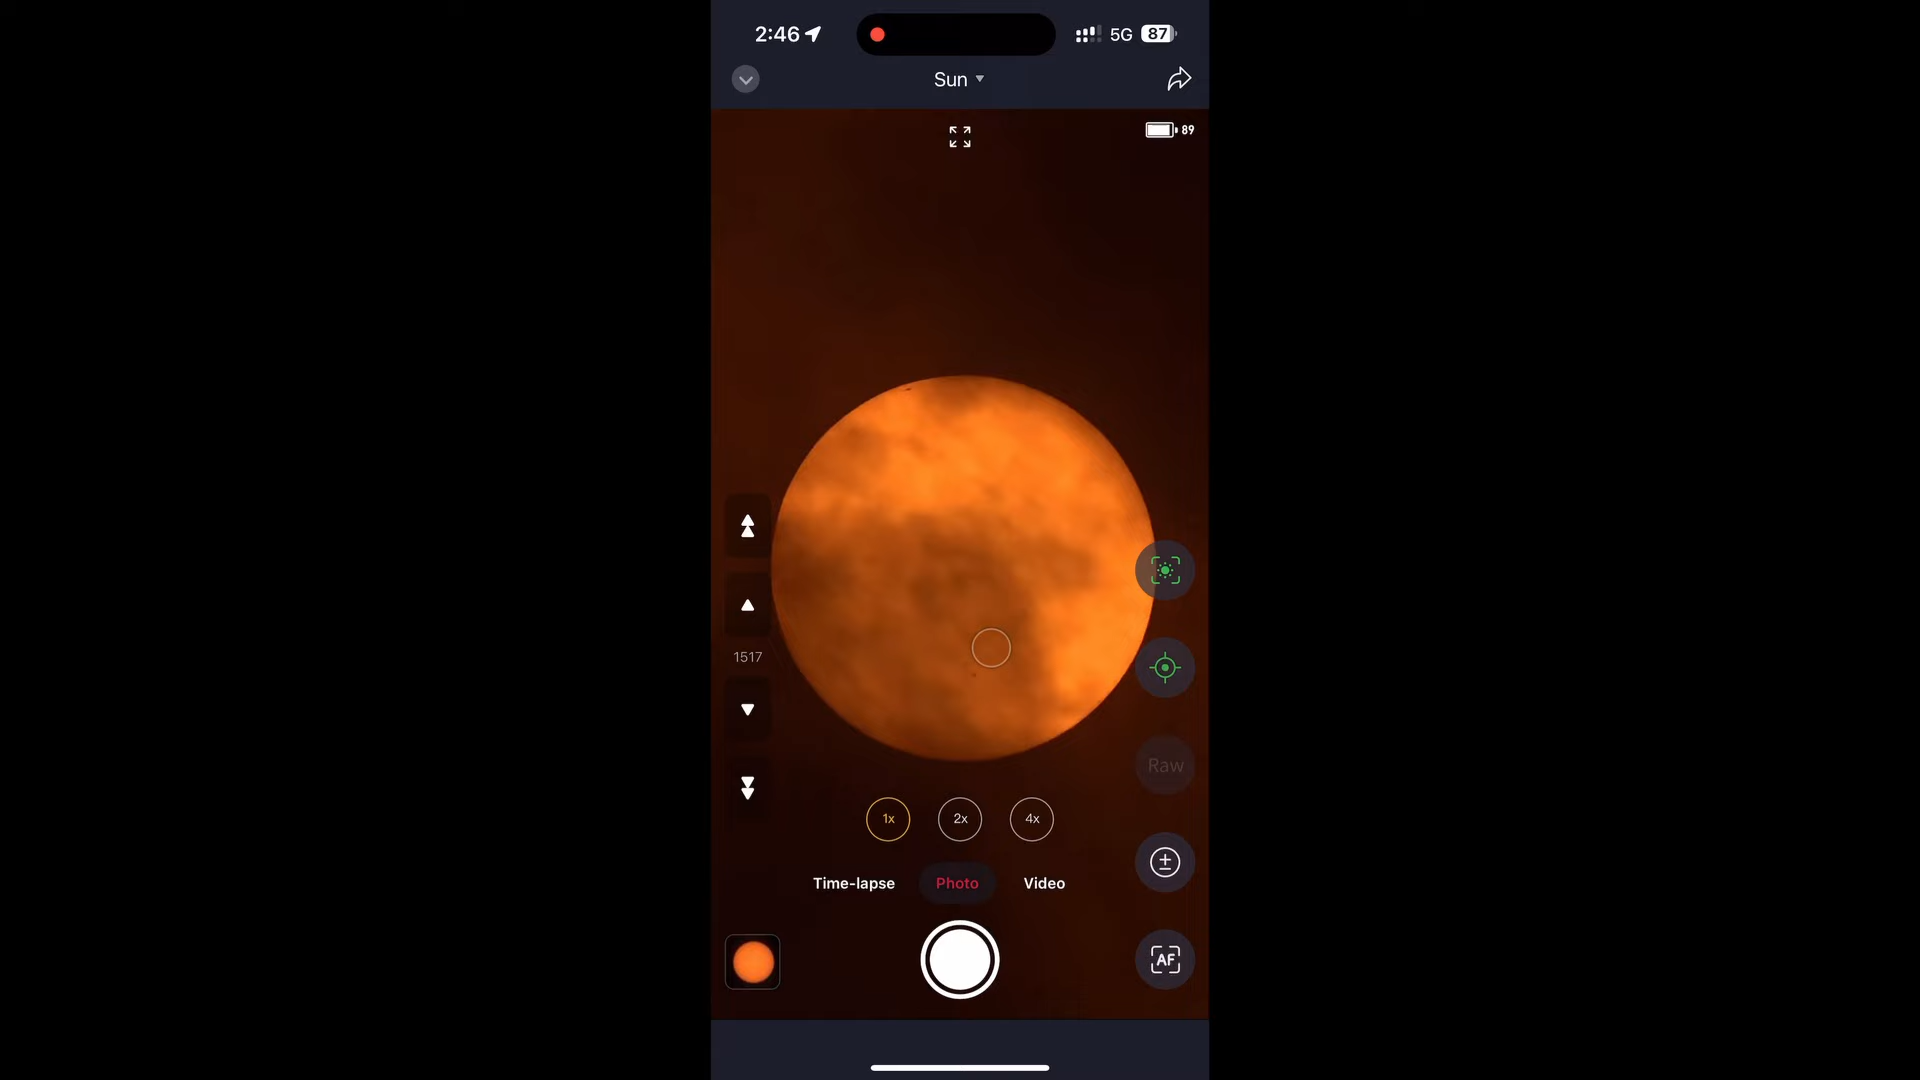 2:46
5G
87
Sun
89
1517
Raw
1x
2x
4x
Time-lapse
Photo
Video
AF